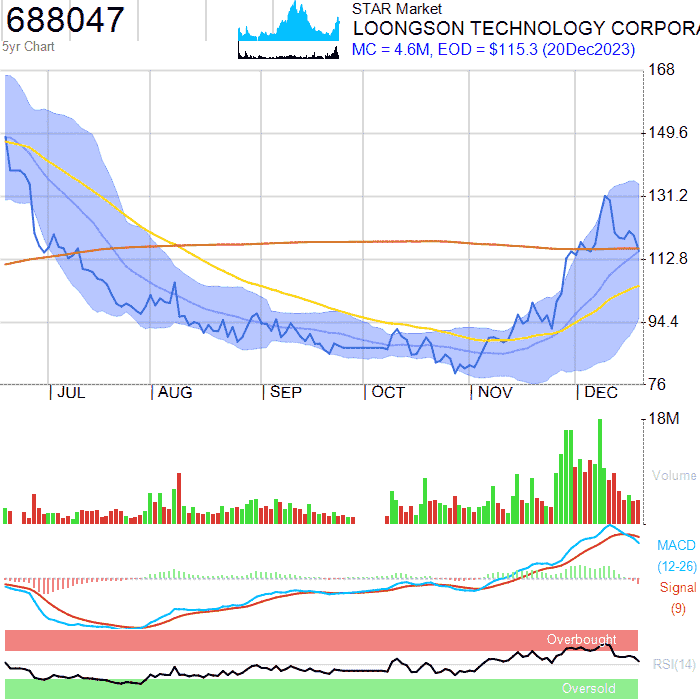 688047
5yr Chart
STAR Market
LOONGSON TECHNOLOGY CORPORA
MC = 4.6M, EOD = $115.3 (20Dec2023)
168
149.6
131.2
112.8
94.4
76
JUL
AUG
SEP
OCT
NOV
DEC
18M
Volume
MACD
(12-26)
Signal
(9)
Overbought
RSI(14)
Oversold